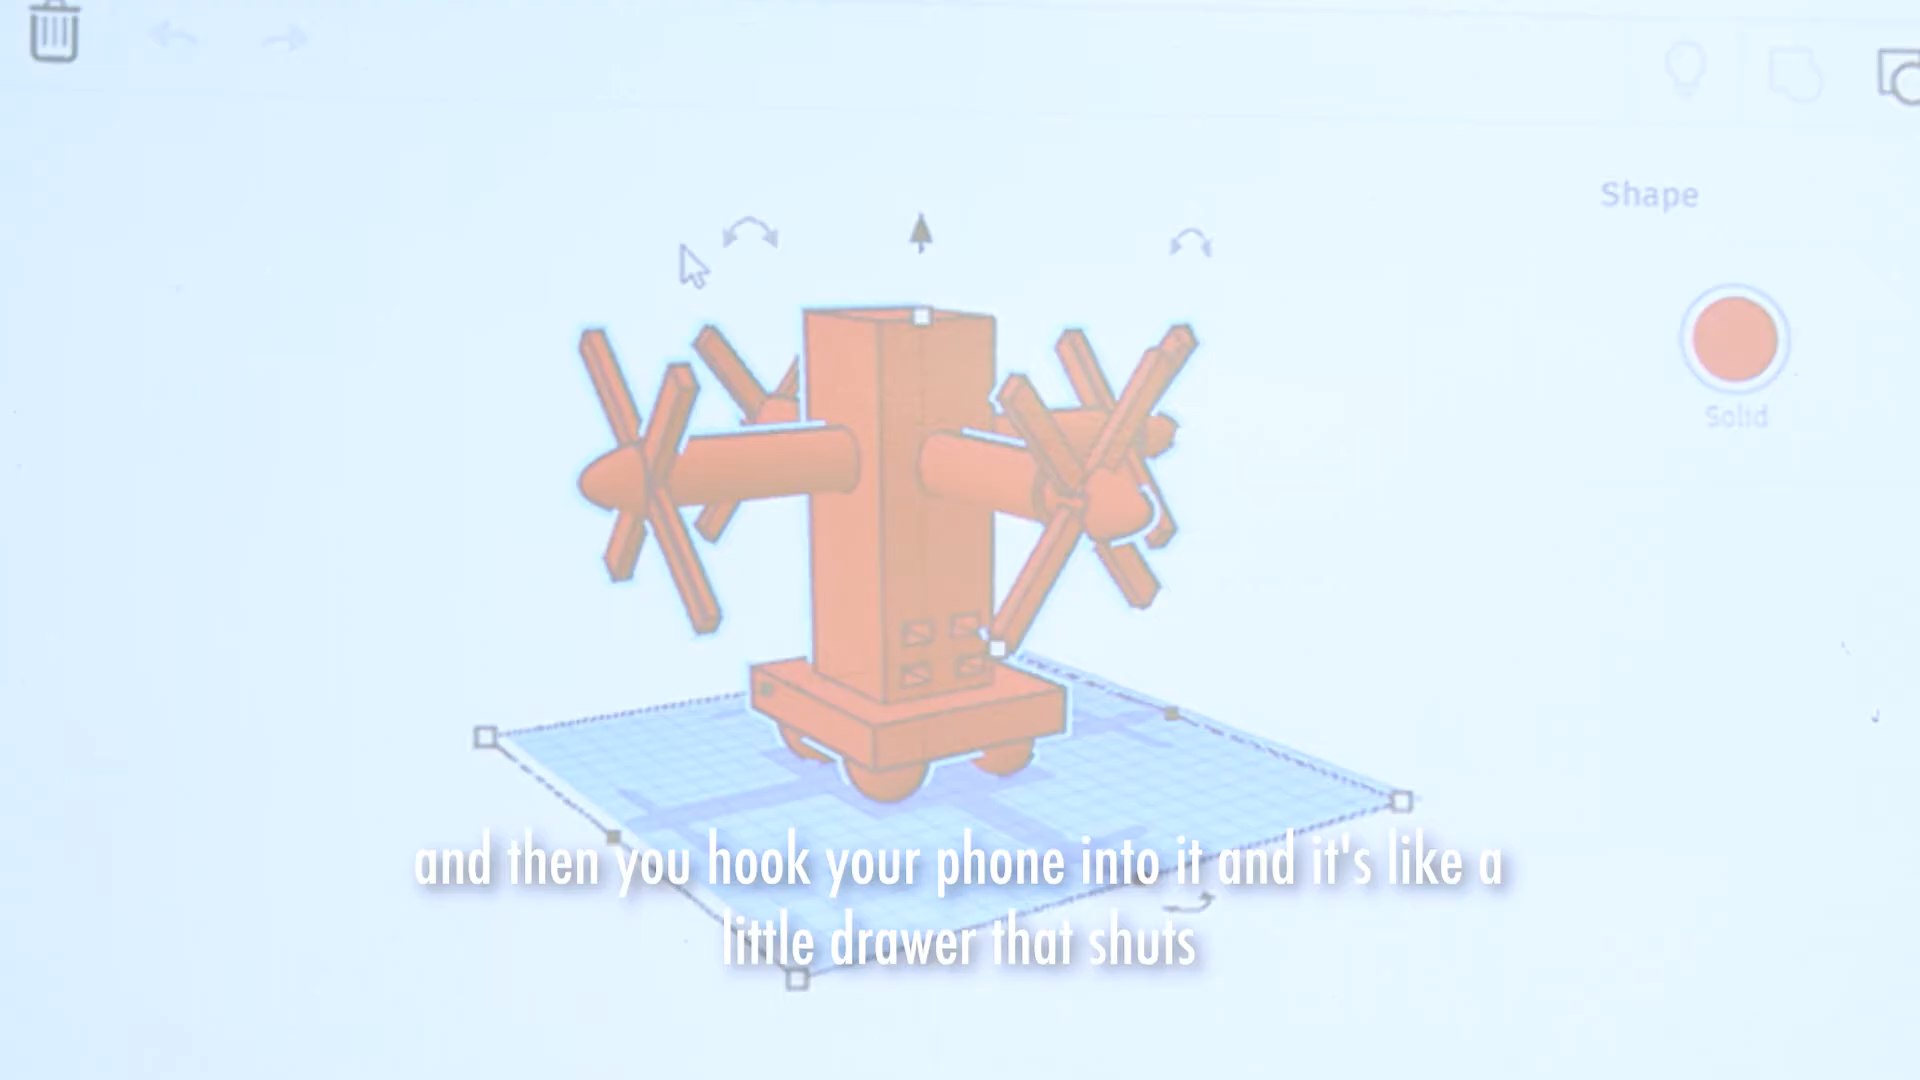 Shape
Solid
and then you hook your phone into it and it's like a
little drawer that shuts